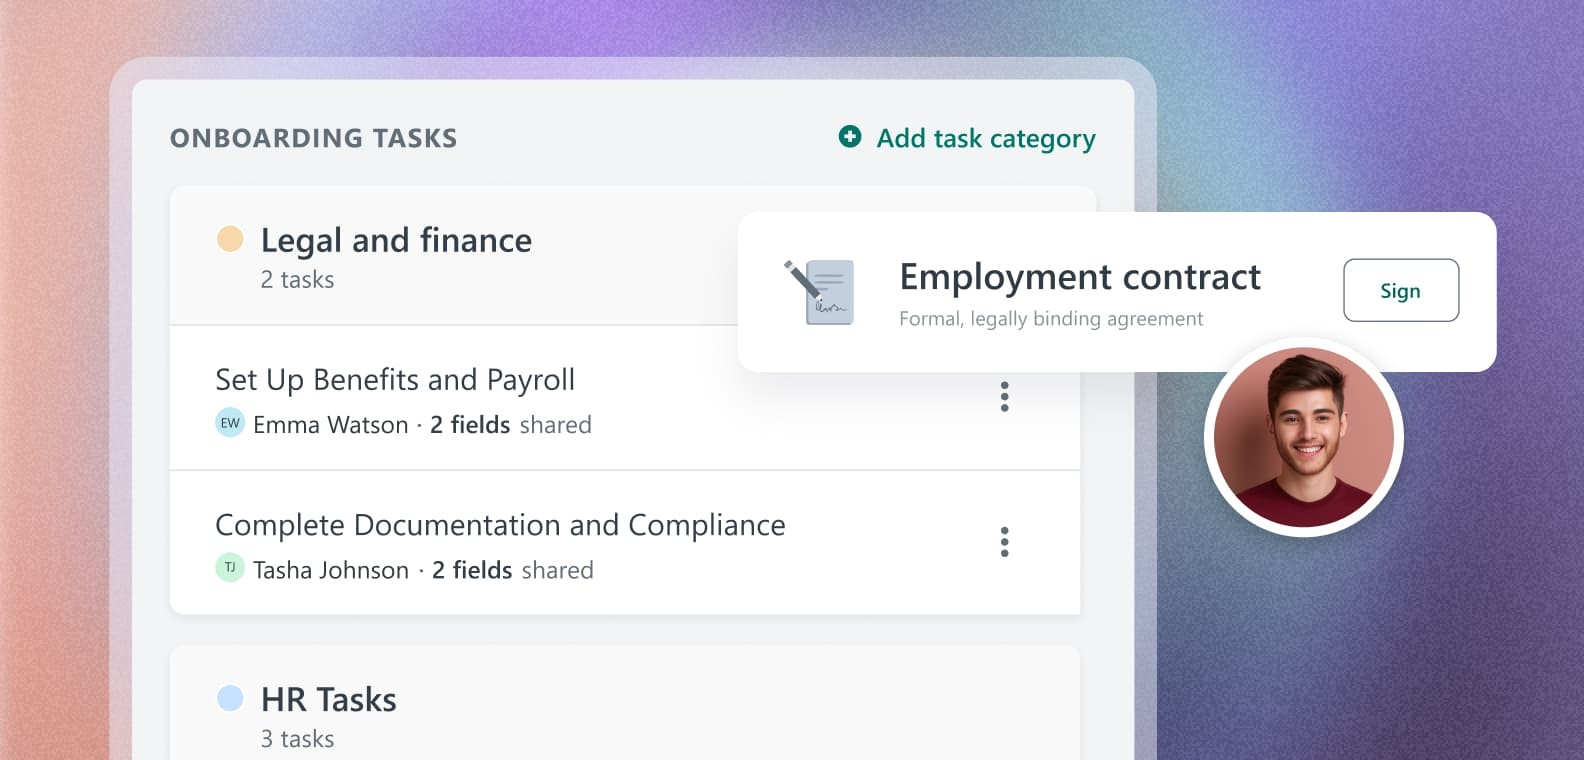 ONBOARDING TASKS
Add task category
Legal and finance
2 tasks
Employment contract
Formal, legally binding agreement
Sign
Set Up Benefits and Payroll
EW Emma Watson · 2 fields shared
Complete Documentation and Compliance
TJ Tasha Johnson · 2 fields shared
HR Tasks
3 tasks